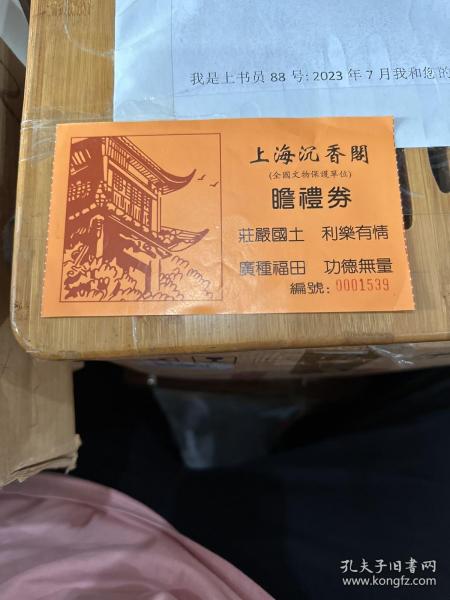 我是上书员 88 号: 2023 年 7 月我和您的
上海沉香閣
(全國文物保護單位)
瞻禮券
莊嚴國土 利樂有情
廣種福田 功德無量
編號: 0001539
孔夫子旧书网
www.kongfz.com